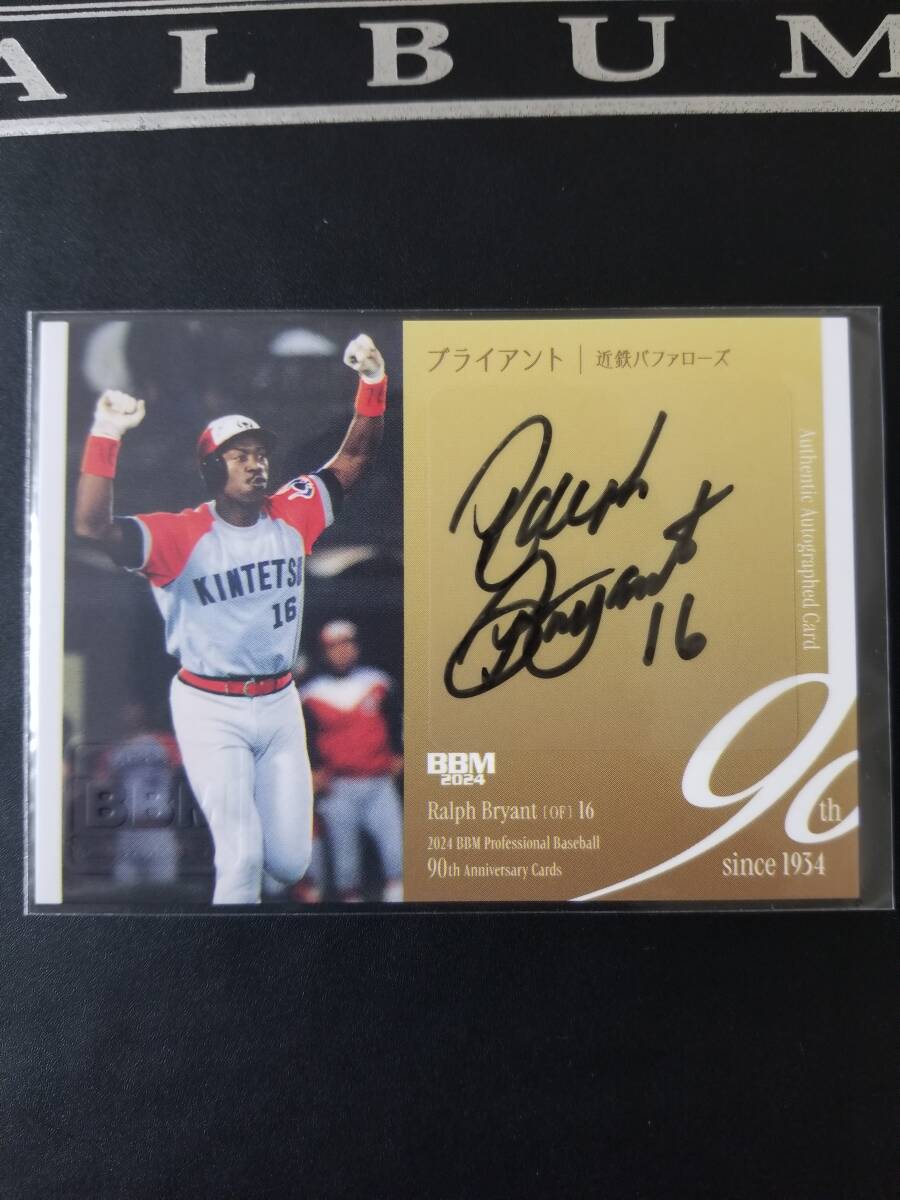 ALBUM
ブライアント | 近鉄バファローズ
Ralph
Bryant 16
Authentic Autographed Card
KINTETSU
16
BBM
BBM
2024
Ralph Bryant [OF] 16
2024 BBM Professional Baseball
90th Anniversary Cards
90th
since 1934